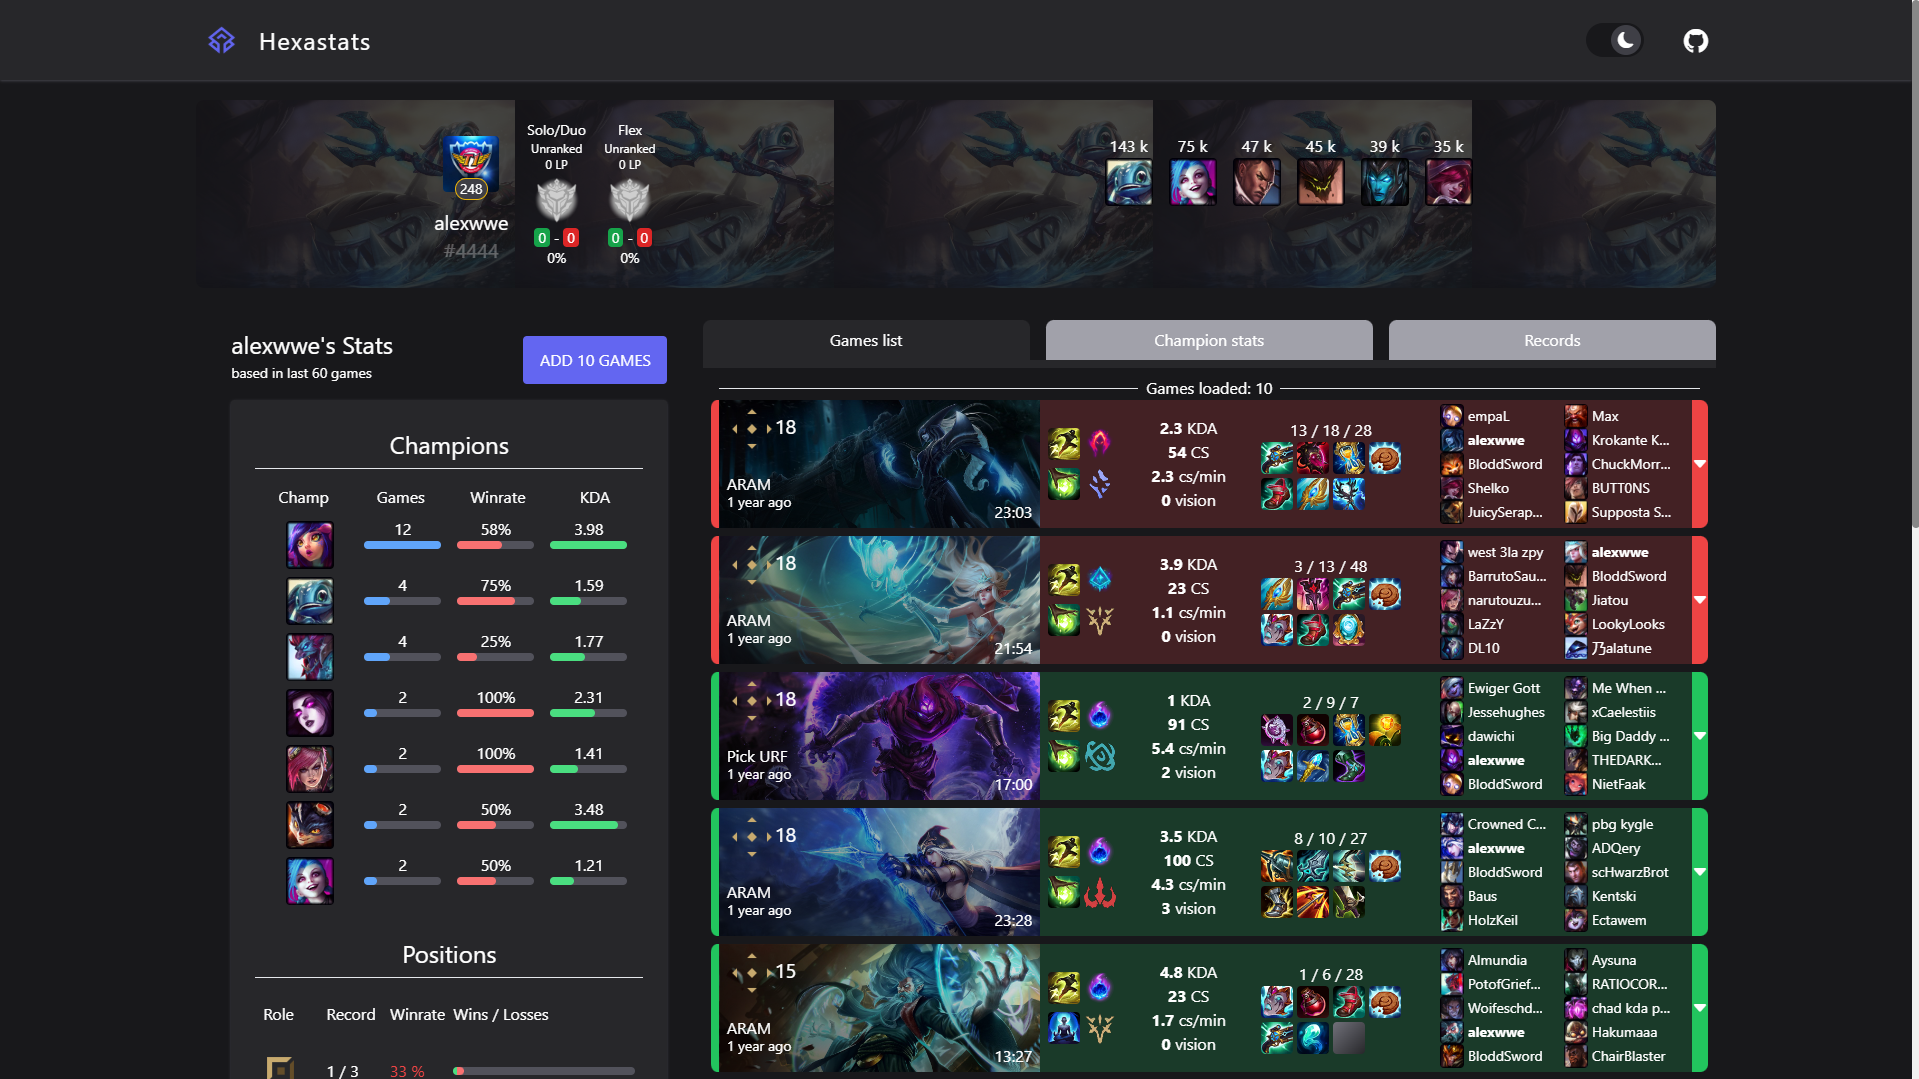 Hexastats
248
alexwwe
#4444
Solo/Duo
Unranked
0 LP
0 - 0
0%
Flex
Unranked
0 LP
0 - 0
0%
143 k
75 k
47 k
45 k
39 k
35 k
alexwwe's Stats
based in last 60 games
ADD 10 GAMES
Champions
Champ Games Winrate KDA
12 58% 3.98
4 75% 1.59
4 25% 1.77
2 100% 2.31
2 100% 1.41
2 50% 3.48
2 50% 1.21
Positions
Role Record Winrate Wins / Losses
1 / 3 33 %
Games list
Champion stats
Records
Games loaded: 10
18
ARAM
1 year ago
23:03
2.3 KDA
54 CS
2.3 cs/min
0 vision
13 / 18 / 28
empaL
alexwwe
BloddSword
Shelko
JuicySerap...
Max
Krokante K...
ChuckMorr...
BUTT0NS
Supposta S...
18
ARAM
1 year ago
21:54
3.9 KDA
23 CS
1.1 cs/min
0 vision
3 / 13 / 48
west 3la zpy
BarrutoSau...
narutouzu...
LaZzY
DL10
alexwwe
BloddSword
Jiatou
LookyLooks
乃alatune
18
Pick URF
1 year ago
17:00
1 KDA
91 CS
5.4 cs/min
2 vision
2 / 9 / 7
Ewiger Gott
Jessehughes
dawichi
alexwwe
BloddSword
Me When ...
xCaelestiis
Big Daddy ...
THEDARK...
NietFaak
18
ARAM
1 year ago
23:28
3.5 KDA
100 CS
4.3 cs/min
3 vision
8 / 10 / 27
Crowned C...
alexwwe
BloddSword
Baus
HolzKeil
pbg kygle
ADQery
scHwarzBrot
Kentski
Ectawem
15
ARAM
1 year ago
13:27
4.8 KDA
23 CS
1.7 cs/min
0 vision
1 / 6 / 28
Almundia
PotofGrief...
Woifeschd...
alexwwe
BloddSword
Aysuna
RATIOCOR...
chad kda p...
Hakumaaa
ChairBlaster